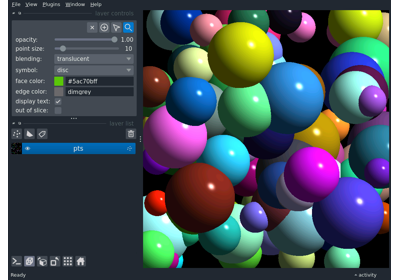 File View Plugins Window Help
layer controls
opacity: 1.00
point size: 10
blending: translucent
symbol: disc
face color: #5ac70bff
edge color: dimgrey
display text:
out of slice:
layer list
pts
Ready
activity